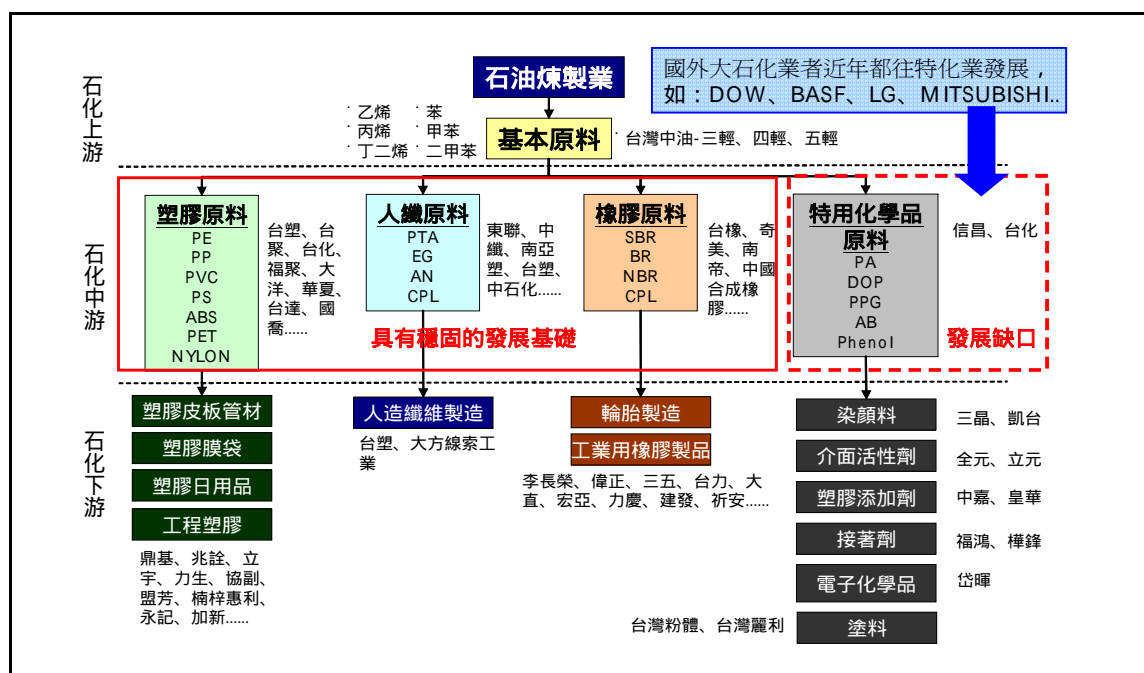 石化上游
石油煉製業
國外大石化業者近年都往特化業發展，
如：DOW、BASF、LG、MITSUBISHI..
˙乙烯 ˙苯
˙丙烯 ˙甲苯
˙丁二烯 ˙二甲苯
基本原料
˙台灣中油-三輕、四輕、五輕
石化中游
塑膠原料
PE
PP
PVC
PS
ABS
PET
NYLON
台塑、台
聚、台化、
福聚、大
洋、華夏、
台達、國
喬......
人纖原料
PTA
EG
AN
CPL
東聯、中
纖、南亞
塑、台塑、
中石化......
橡膠原料
SBR
BR
NBR
CPL
台橡、奇
美、南
帝、中國
合成橡
膠......
具有穩固的發展基礎
特用化學品
原料
PA
DOP
PPG
AB
Phenol
信昌、台化
發展缺口
石化下游
塑膠皮板管材
塑膠膜袋
塑膠日用品
工程塑膠
鼎基、兆詮、立
宇、力生、協副、
盟芳、楠梓惠利、
永記、加新......
人造纖維製造
台塑、大方線索工
業
輪胎製造
工業用橡膠製品
李長榮、偉正、三五、台力、大
直、宏亞、力慶、建發、祈安......
染顏料
三晶、凱台
介面活性劑
全元、立元
塑膠添加劑
中嘉、皇華
接著劑
福鴻、樺鋒
電子化學品
岱暉
台灣粉體、台灣麗利
塗料